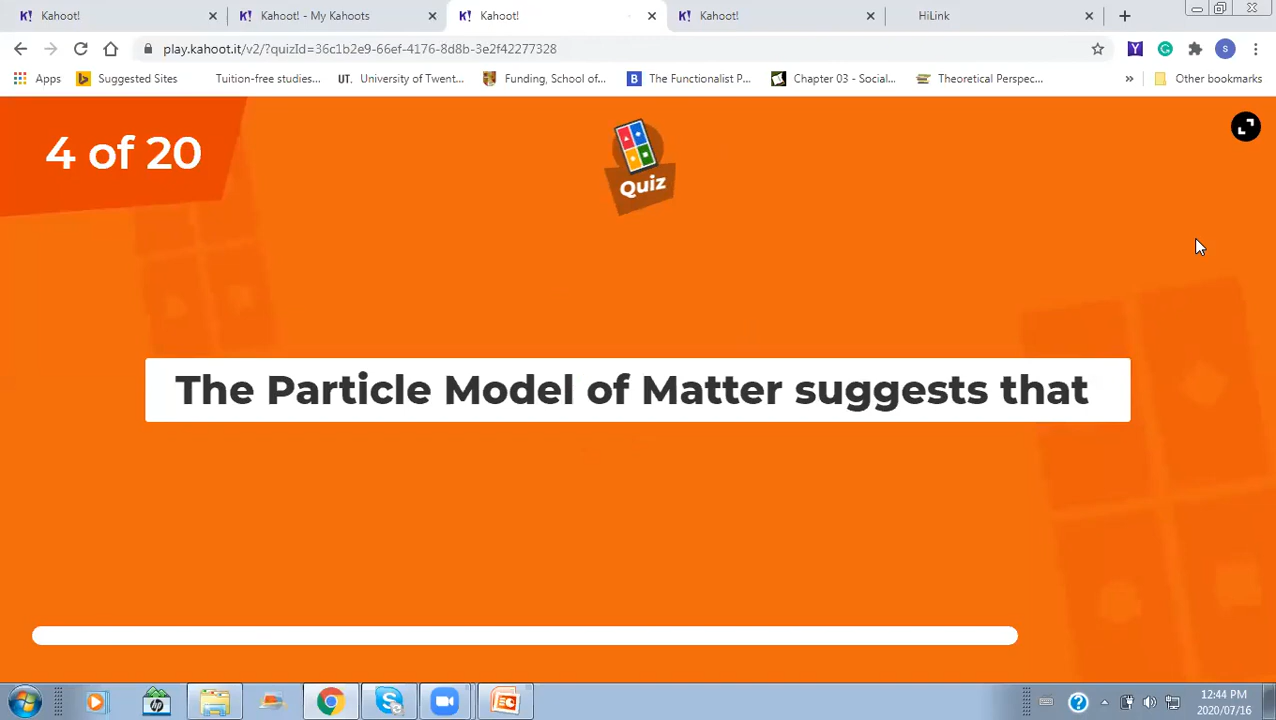 Kahoot!
Kahoot! - My Kahoots
Kahoot!
Kahoot!
HiLink
play.kahoot.it/v2/?quizId=36c1b2e9-66ef-4176-8d8b-3e2f42277328
Apps
Suggested Sites
Tuition-free studies...
UT. University of Twent...
Funding, School of...
The Functionalist P...
Chapter 03 - Social...
Theoretical Perspec...
»
Other bookmarks
4 of 20
Quiz
The Particle Model of Matter suggests that
12:44 PM
2020/07/16